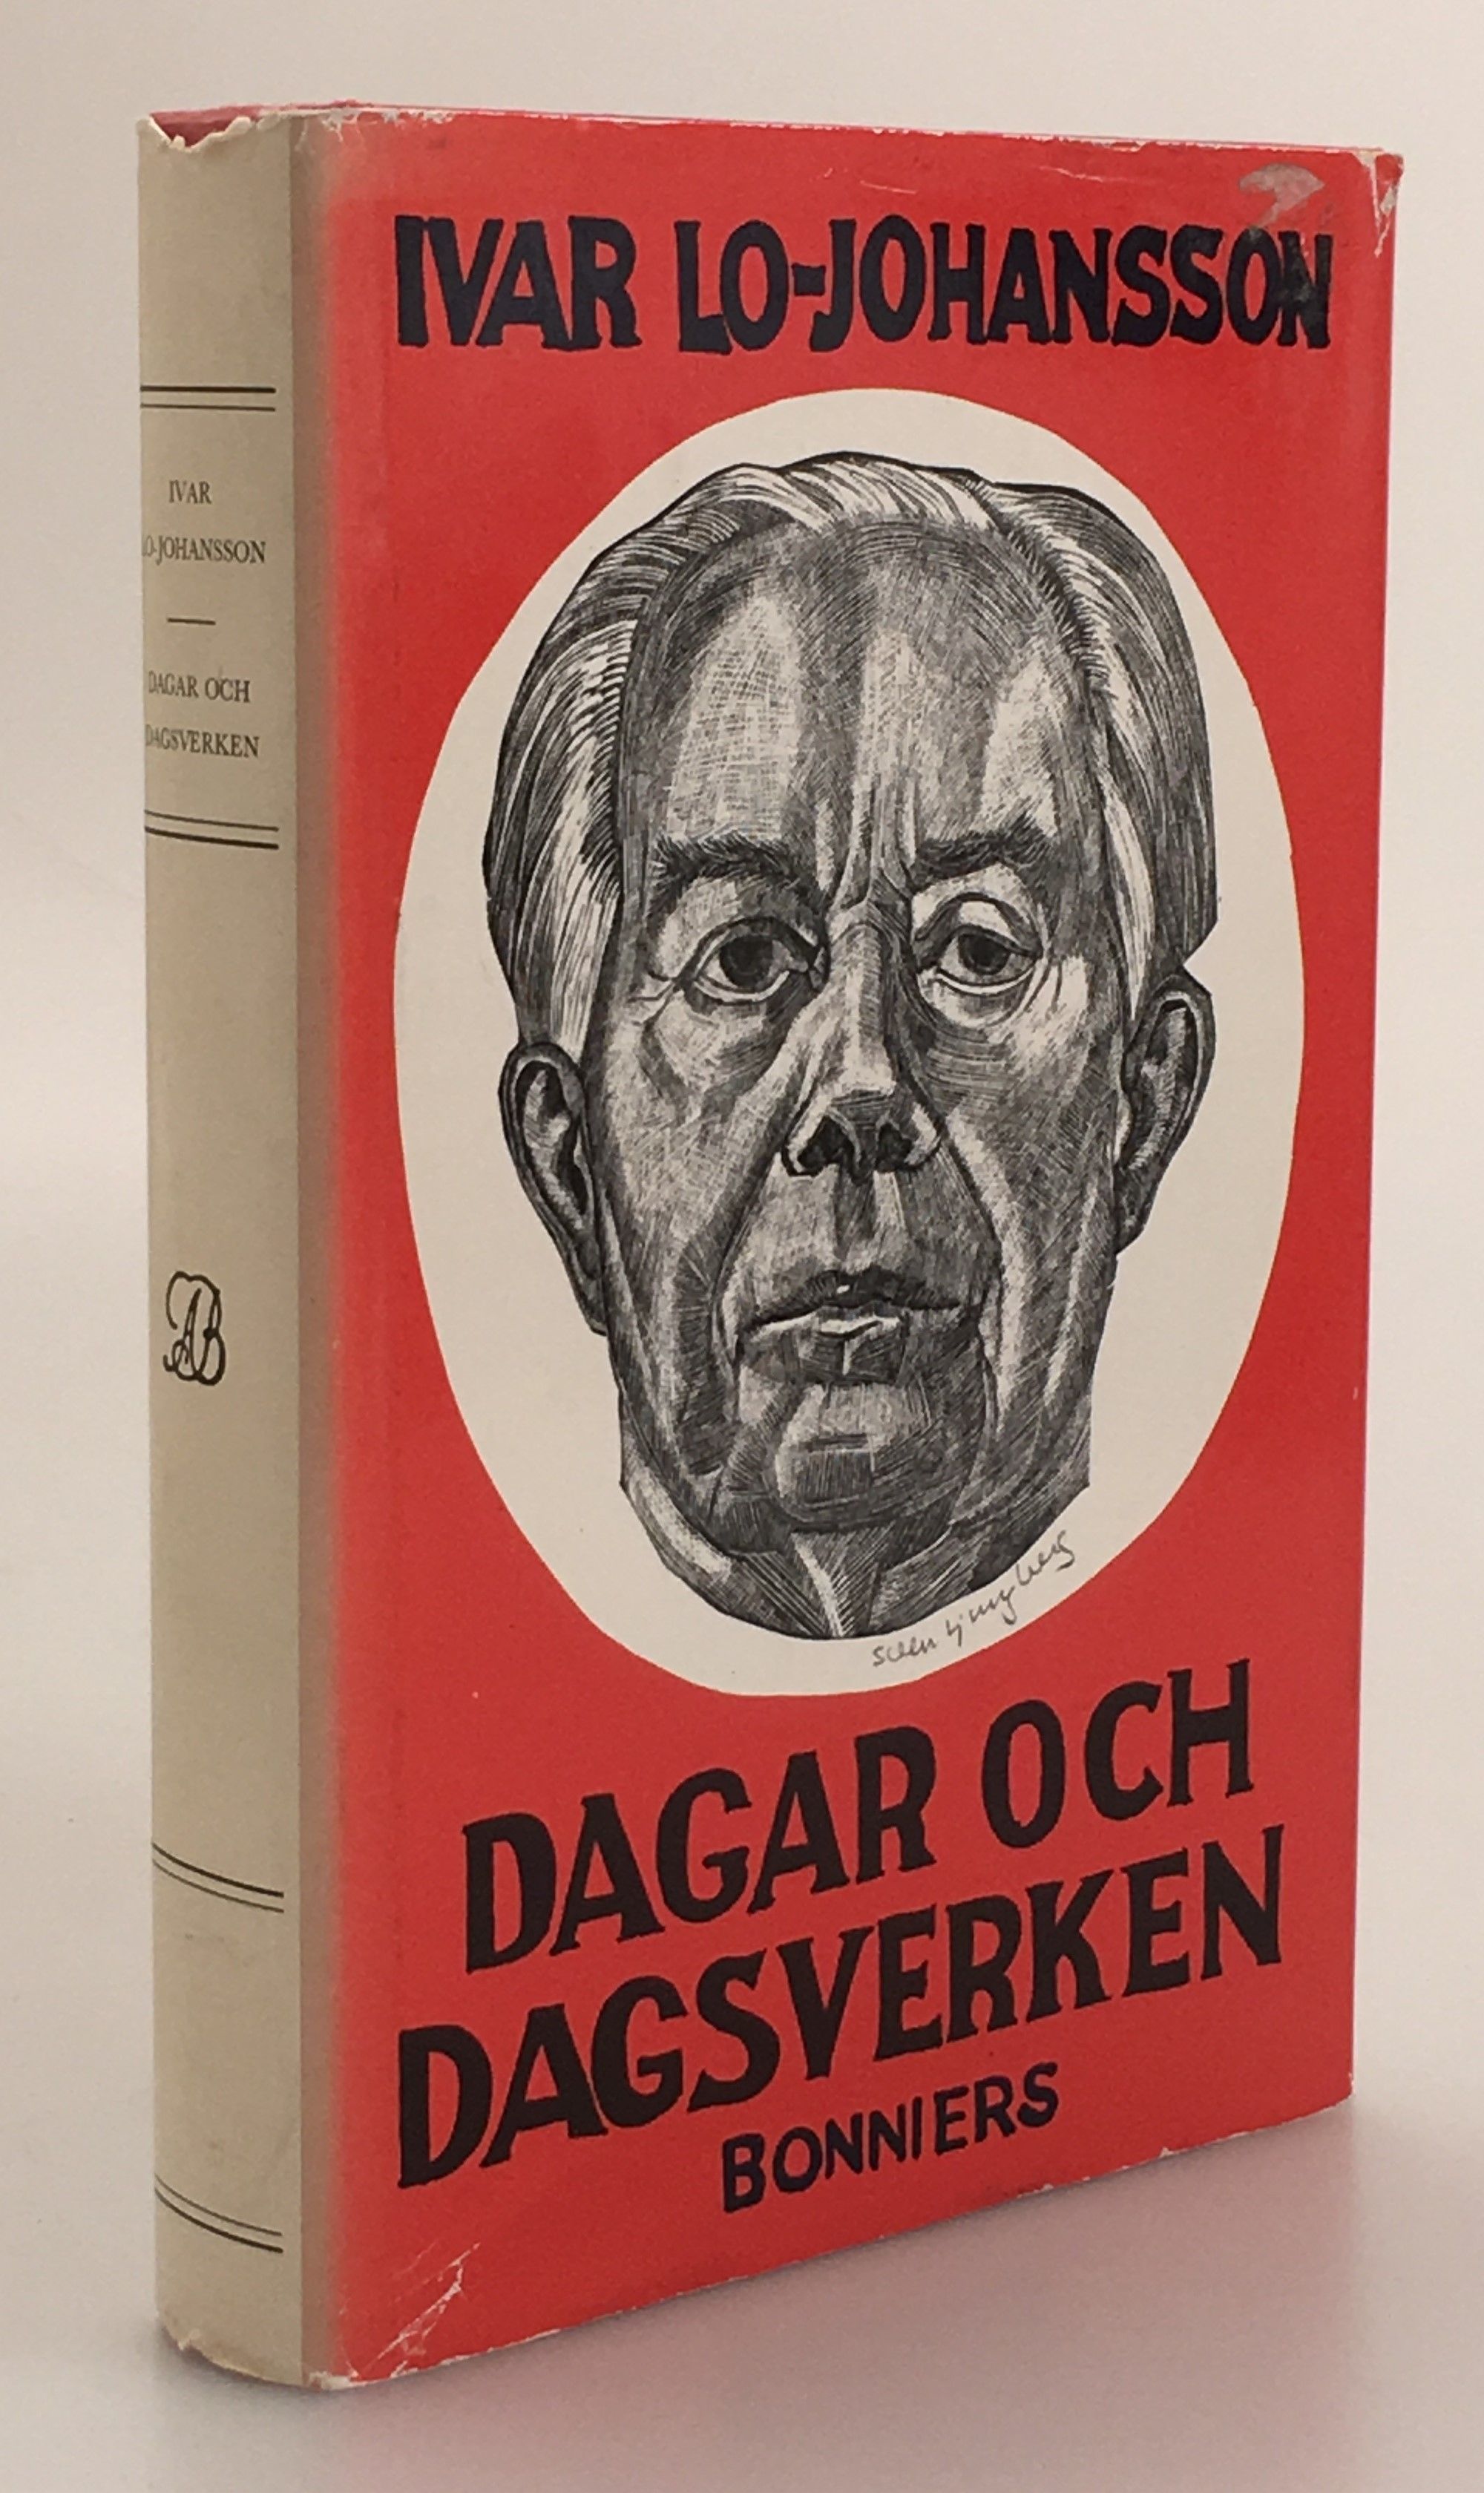 IVAR LO-JOHANSSON
DAGAR OCH
DAGSVERKEN
BONNIERS
IVAR
LO-JOHANSSON
DAGAR OCH
DAGSVERKEN
AB